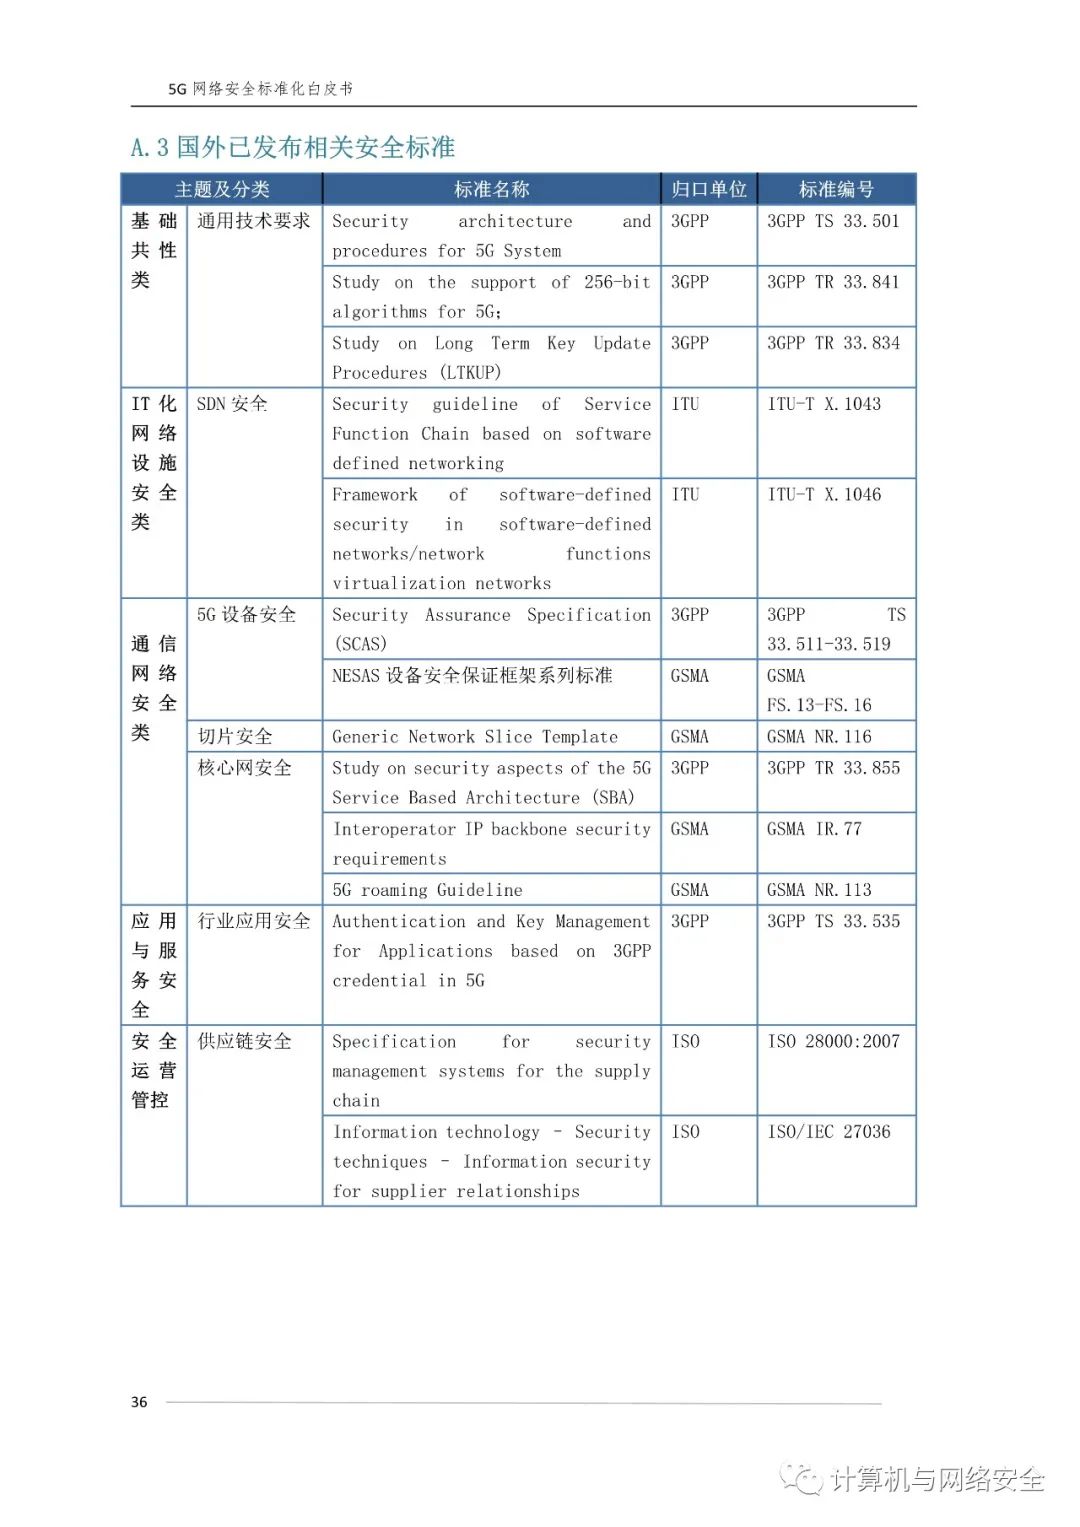 5G 网络安全标准化白皮书
A.3 国外已发布相关安全标准
主题及分类 标准名称 归口单位 标准编号
基础 通用技术要求 Security architecture and 3GPP 3GPP TS 33.501
共性 procedures for 5G System
类 Study on the support of 256-bit 3GPP 3GPP TR 33.841
algorithms for 5G;
Study on Long Term Key Update 3GPP 3GPP TR 33.834
Procedures (LTKUP)
IT 化 SDN 安全 Security guideline of Service ITU ITU-T X.1043
网络 Function Chain based on software
设施 defined networking
安全 Framework of software-defined ITU ITU-T X.1046
类 security in software-defined
networks/network functions
virtualization networks
5G 设备安全 Security Assurance Specification 3GPP 3GPP TS
通信 (SCAS) 33.511-33.519
网络 NESAS 设备安全保证框架系列标准 GSMA GSMA
安全 FS.13-FS.16
类 切片安全 Generic Network Slice Template GSMA GSMA NR.116
核心网安全 Study on security aspects of the 5G 3GPP 3GPP TR 33.855
Service Based Architecture (SBA)
Interoperator IP backbone security GSMA GSMA IR.77
requirements
5G roaming Guideline GSMA GSMA NR.113
应用 行业应用安全 Authentication and Key Management 3GPP 3GPP TS 33.535
与服 for Applications based on 3GPP
务安 credential in 5G
全
安全 供应链安全 Specification for security ISO ISO 28000:2007
运营 management systems for the supply
管控 chain
Information technology – Security ISO ISO/IEC 27036
techniques – Information security
for supplier relationships
36
计算机与网络安全